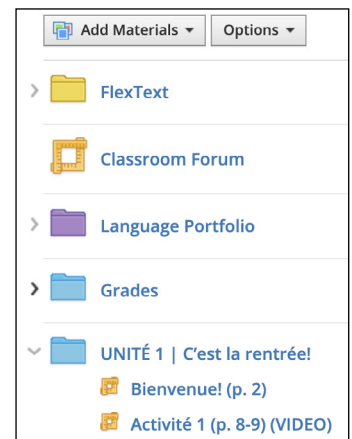 Add Materials Options
FlexText
Classroom Forum
Language Portfolio
Grades
UNITÉ 1 | C'est la rentrée!
Bienvenue! (p. 2)
Activité 1 (p. 8-9) (VIDEO)